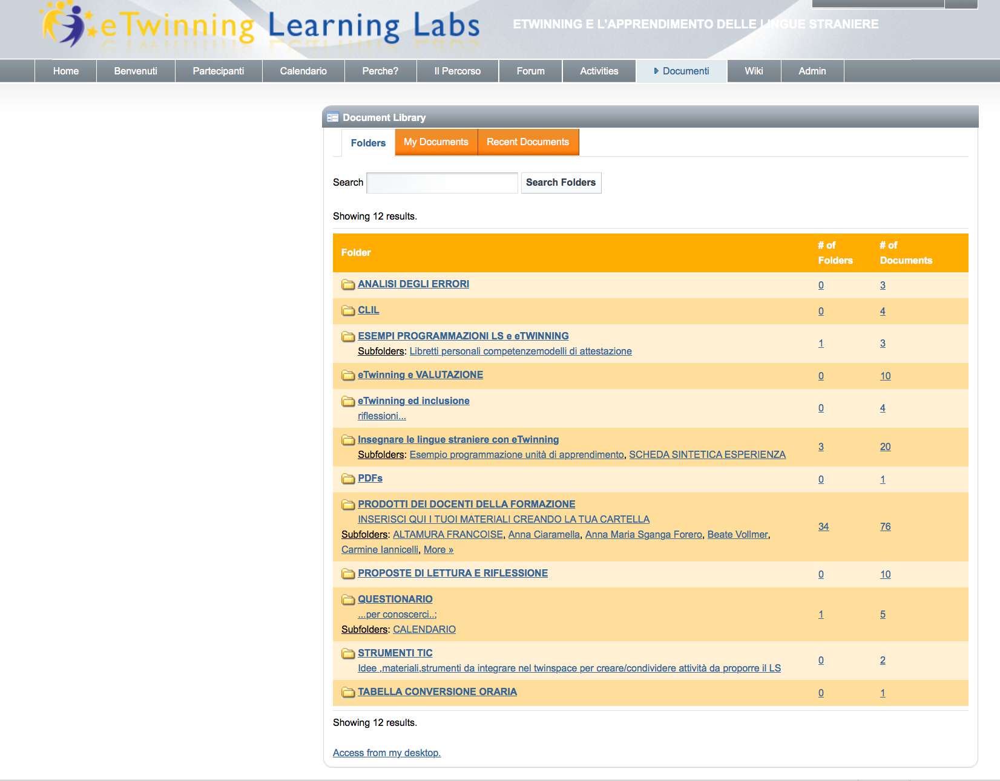 eTwinning Learning Labs
ETWINNING E L'APPRENDIMENTO DELLE LINGUE STRANIERE
Home Benvenuti Partecipanti Calendario Perche? Il Percorso Forum Activities Documenti Wiki Admin
Document Library
Folders My Documents Recent Documents
Search Search Folders
Showing 12 results.
Folder # of Folders # of Documents
ANALISI DEGLI ERRORI 0 3
CLIL 0 4
ESEMPI PROGRAMMAZIONI LS e eTWINNING
Subfolders: Libretti personali competenzemodelli di attestazione 1 3
eTwinning e VALUTAZIONE 0 10
eTwinning ed inclusione
riflessioni... 0 4
Insegnare le lingue straniere con eTwinning
Subfolders: Esempio programmazione unità di apprendimento, SCHEDA SINTETICA ESPERIENZA 3 20
PDFs 0 1
PRODOTTI DEI DOCENTI DELLA FORMAZIONE
INSERISCI QUI I TUOI MATERIALI CREANDO LA TUA CARTELLA
Subfolders: ALTAMURA FRANCOISE, Anna Ciaramella, Anna Maria Sganga Forero, Beate Vollmer,
Carmine Iannicelli, More » 34 76
PROPOSTE DI LETTURA E RIFLESSIONE 0 10
QUESTIONARIO
...per conoscerci..;
Subfolders: CALENDARIO 1 5
STRUMENTI TIC
Idee ,materiali,strumenti da integrare nel twinspace per creare/condividere attività da proporre il LS 0 2
TABELLA CONVERSIONE ORARIA 0 1
Showing 12 results.
Access from my desktop.